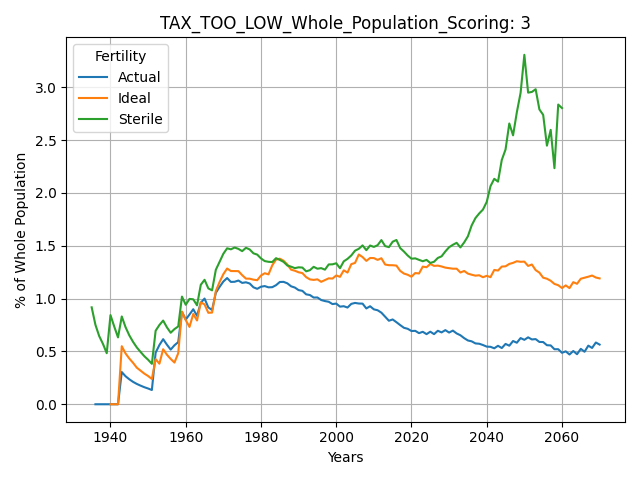 TAX_TOO_LOW_Whole_Population_Scoring: 3
Fertility
Actual
Ideal
Sterile
% of Whole Population
3.0
2.5
2.0
1.5
1.0
0.5
0.0
1940
1960
1980
2000
2020
2040
2060
Years